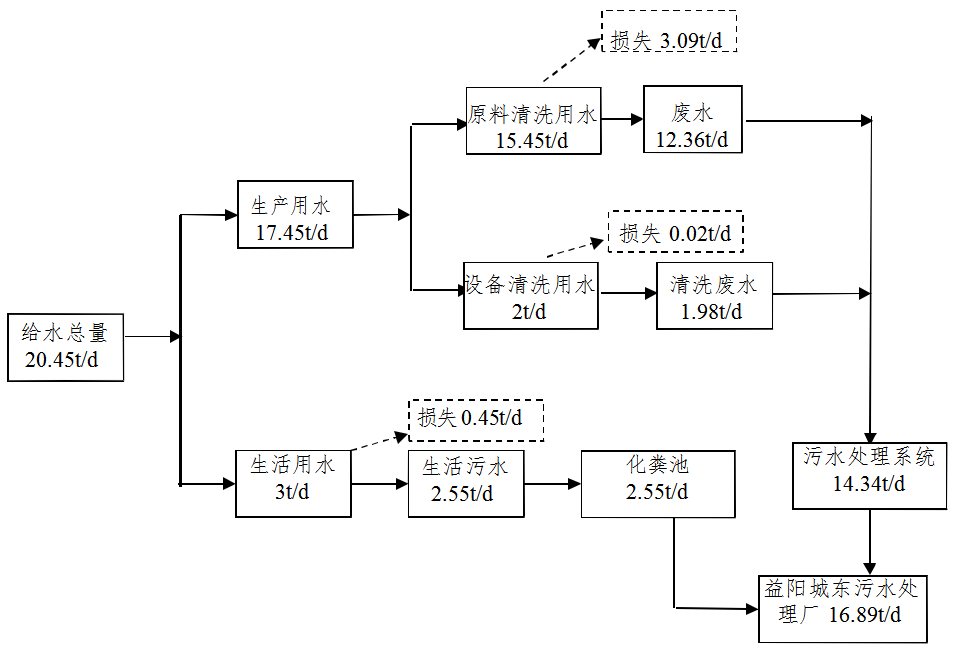 损失 3.09t/d
原料清洗用水
15.45t/d
废水
12.36t/d
生产用水
17.45t/d
损失 0.02t/d
设备清洗用水
2t/d
清洗废水
1.98t/d
给水总量
20.45t/d
损失0.45t/d
生活用水
3t/d
生活污水
2.55t/d
化粪池
2.55t/d
污水处理系统
14.34t/d
益阳城东污水处
理厂 16.89t/d